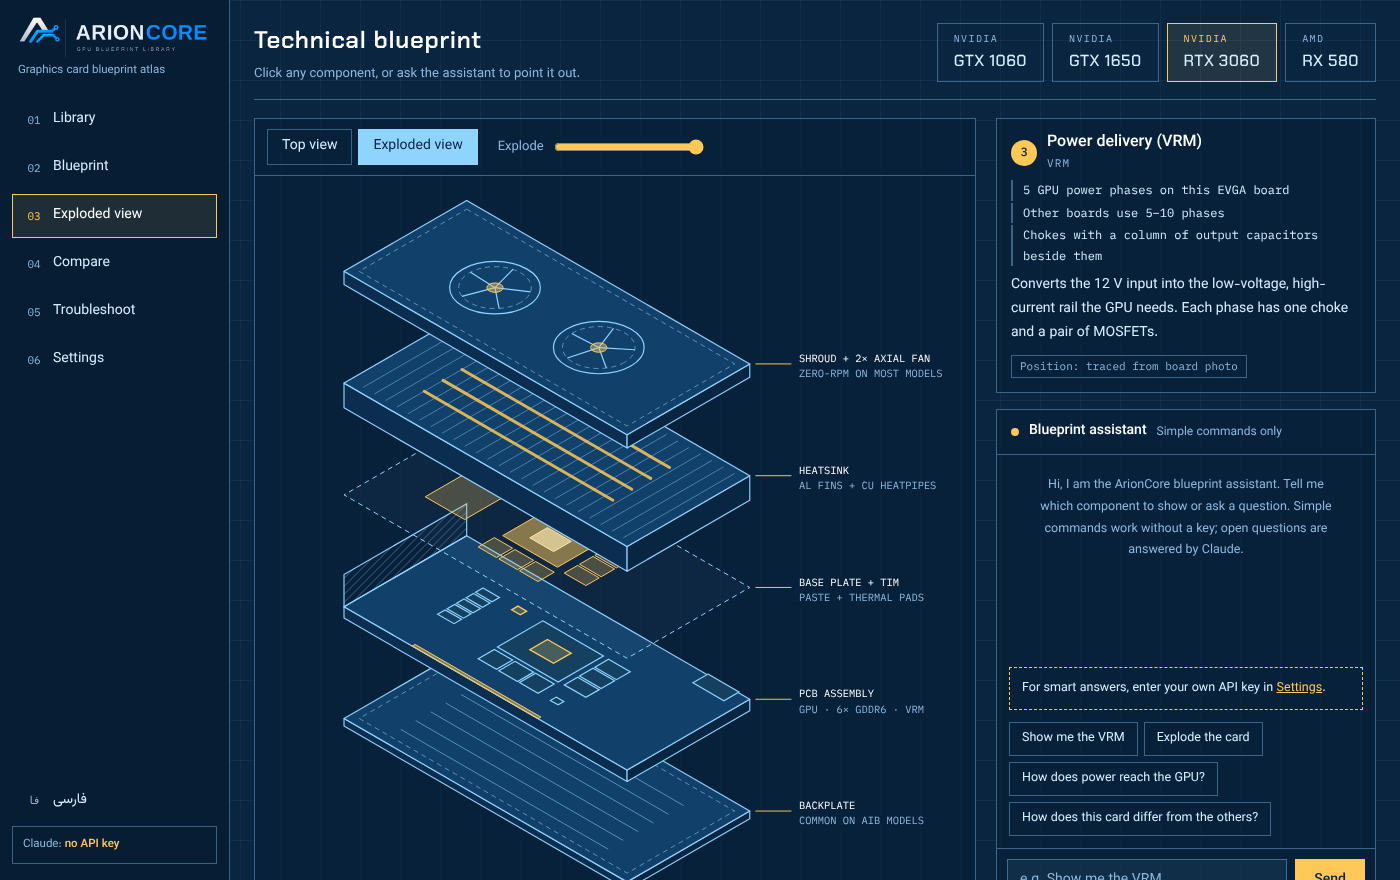 ARIONCORE
GPU BLUEPRINT LIBRARY
Graphics card blueprint atlas
01 Library
02 Blueprint
03 Exploded view
04 Compare
05 Troubleshoot
06 Settings
فا فارسی
Claude: no API key
Technical blueprint
Click any component, or ask the assistant to point it out.
NVIDIA
GTX 1060
NVIDIA
GTX 1650
NVIDIA
RTX 3060
AMD
RX 580
Top view
Exploded view
Explode
SHROUD + 2× AXIAL FAN
ZERO-RPM ON MOST MODELS
HEATSINK
AL FINS + CU HEATPIPES
BASE PLATE + TIM
PASTE + THERMAL PADS
PCB ASSEMBLY
GPU · 6× GDDR6 · VRM
BACKPLATE
COMMON ON AIB MODELS
3
Power delivery (VRM)
VRM
5 GPU power phases on this EVGA board
Other boards use 5–10 phases
Chokes with a column of output capacitors
beside them
Converts the 12 V input into the low-voltage, high-
current rail the GPU needs. Each phase has one choke
and a pair of MOSFETs.
Position: traced from board photo
Blueprint assistant Simple commands only
Hi, I am the ArionCore blueprint assistant. Tell me
which component to show or ask a question. Simple
commands work without a key; open questions are
answered by Claude.
For smart answers, enter your own API key in Settings.
Show me the VRM
Explode the card
How does power reach the GPU?
How does this card differ from the others?
e.g. Show me the VRM
Send